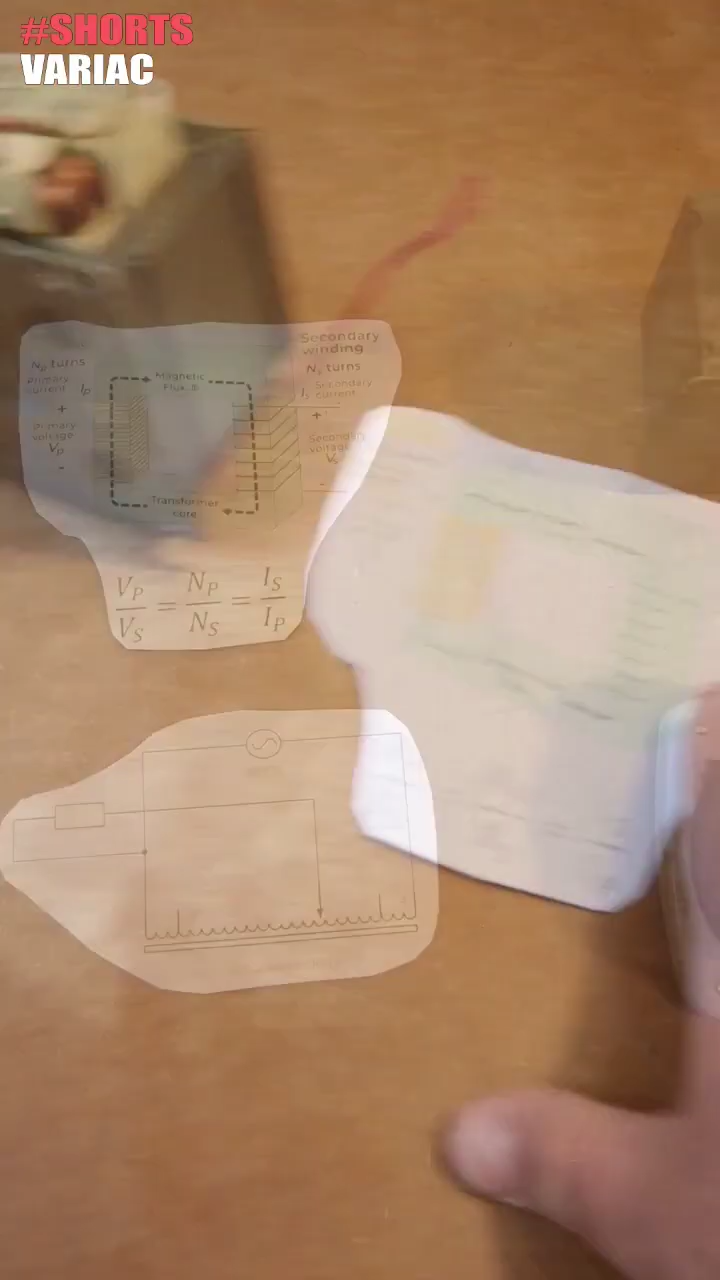 #SHORTS
VARIAC
Secondary
winding
Np turns
Primary
current Ip
+
Primary
voltage
Vp
-
Magnetic
Flux, Φ
Ns turns
Is Secondary
current
+
Secondary
voltage
Vs
-
Transformer
core
VP/VS = NP/NS = IS/IP